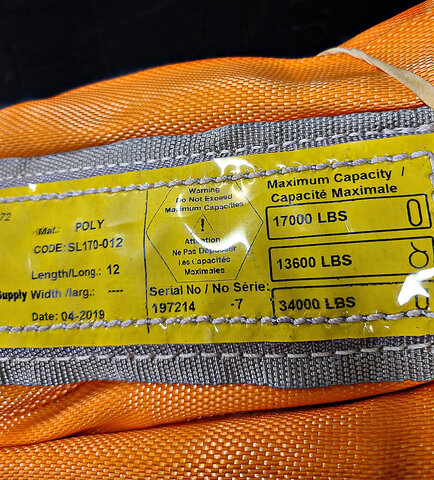 72
Mat.: POLY
CODE: SL170-012
Length/Long.: 12
Supply Width /larg.: ----
Date: 04-2019
Warning
Do Not Exceed
Maximum Capacities
!
Attention
Ne Pas Dépasser
Les Capacités
Maximales
Serial No / No Série:
197214 -7
Maximum Capacity /
Capacité Maximale
17000 LBS
13600 LBS
34000 LBS